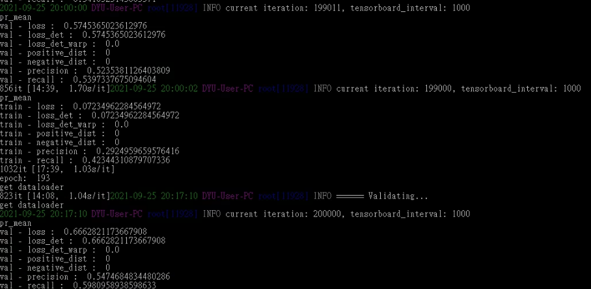 2021-09-25 20:00:00 DYU-User-PC INFO current iteration: 199011, tensorboard_interval: 1000
pr_mean
val - loss : 0.5745365023612976
val - loss_det : 0.5745365023612976
val - loss_det_warp : 0.0
val - positive_dist : 0
val - negative_dist : 0
val - precision : 0.5235381126403809
val - recall : 0.5397337675094604
856it [14:39, 1.70s/it]2021-09-25 20:00:02 DYU-User-PC INFO current iteration: 199000, tensorboard_interval: 1000
pr_mean
train - loss : 0.07234962284564972
train - loss_det : 0.07234962284564972
train - loss_det_warp : 0.0
train - positive_dist : 0
train - negative_dist : 0
train - precision : 0.2924959659576416
train - recall : 0.42344310879707336
1032it [17:39, 1.03s/it]
epoch: 193
get dataloader
823it [14:08, 1.04s/it]2021-09-25 20:17:10 DYU-User-PC INFO ====== Validating...
get dataloader
2021-09-25 20:17:10 DYU-User-PC INFO current iteration: 200000, tensorboard_interval: 1000
pr_mean
val - loss : 0.6662821173667908
val - loss_det : 0.6662821173667908
val - loss_det_warp : 0.0
val - positive_dist : 0
val - negative_dist : 0
val - precision : 0.5474684834480286
val - recall : 0.5980958938598633